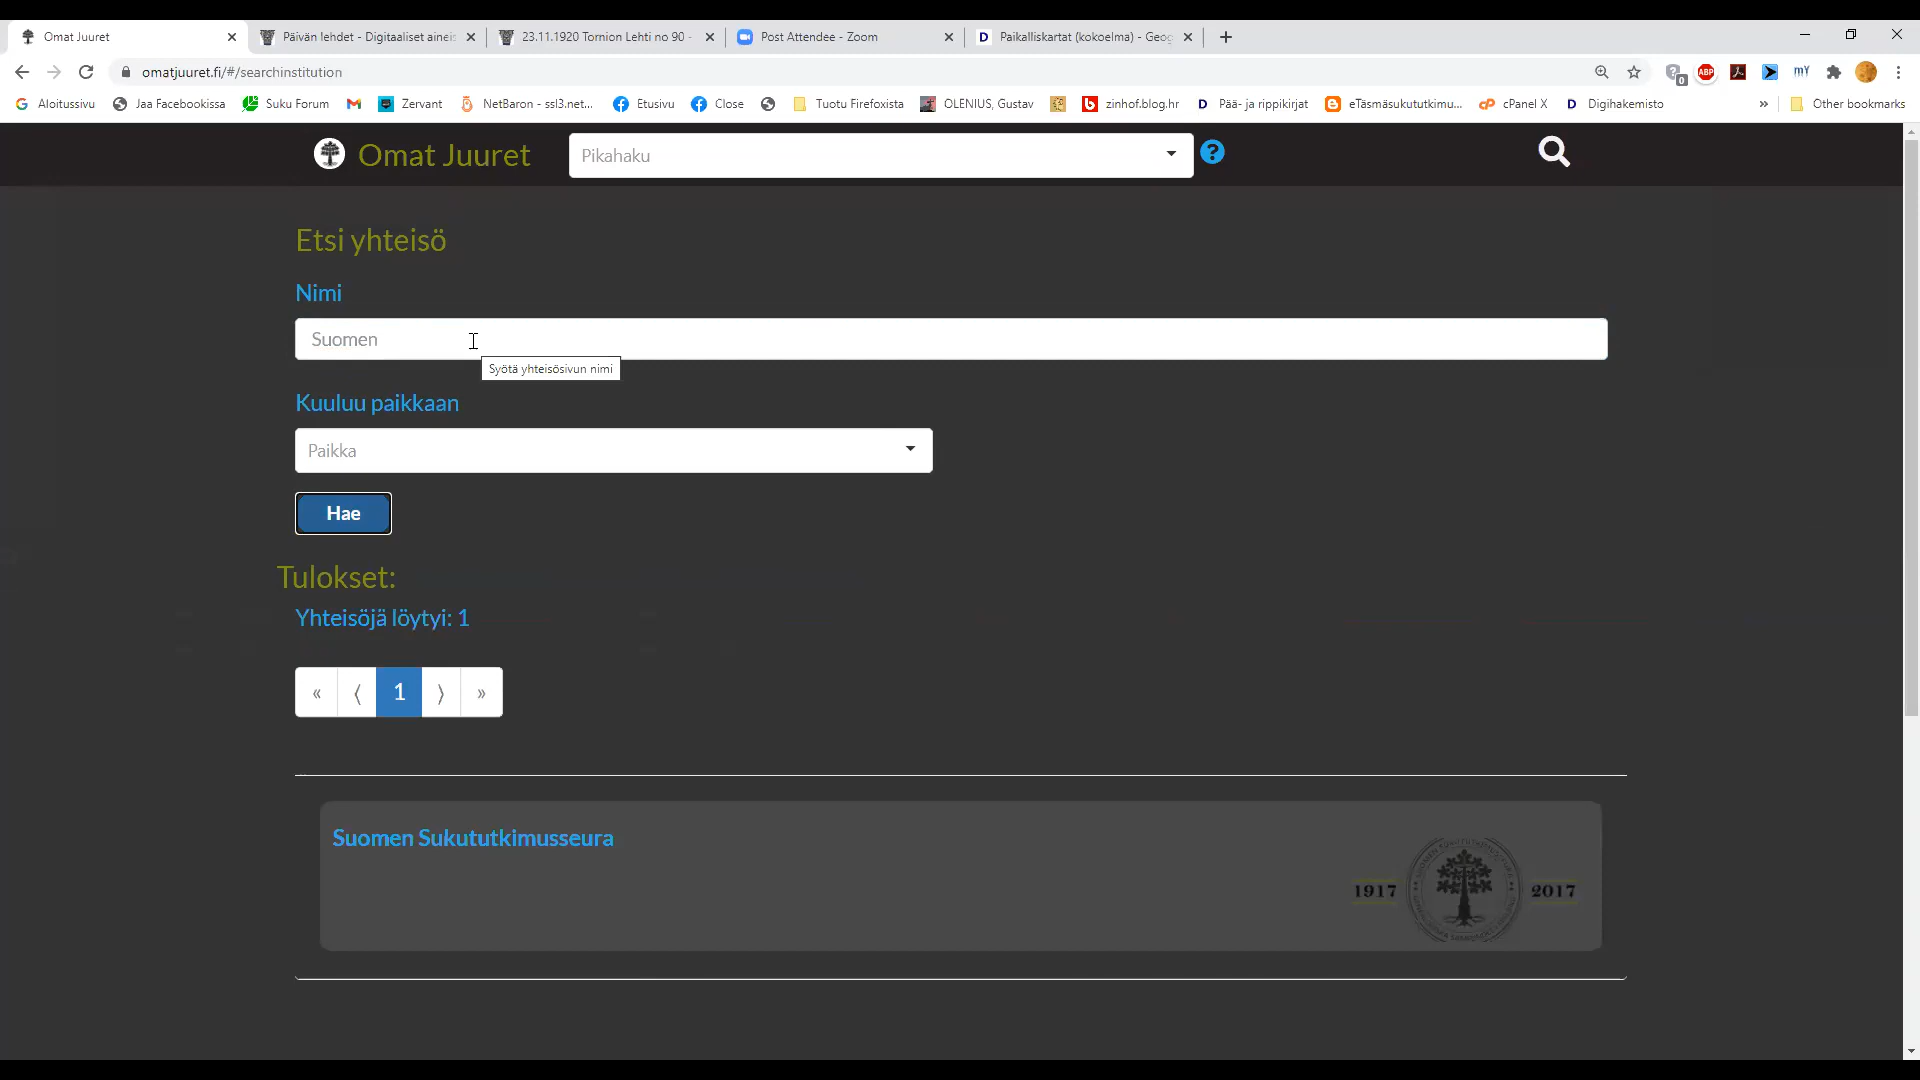 Omat Juuret
Päivän lehdet - Digitaaliset aineis
23.11.1920 Tornion Lehti no 90 -
Post Attendee - Zoom
Paikalliskartat (kokoelma) - Geog
omatjuuret.fi/#/searchinstitution
Aloitussivu
Jaa Facebookissa
Suku Forum
Zervant
NetBaron - ssl3.net...
Etusivu
Close
Tuotu Firefoxista
OLENIUS, Gustav
zinhof.blog.hr
Pää- ja rippikirjat
eTäsmäsukututkimu...
cPanel X
Digihakemisto
»
Other bookmarks
Omat Juuret
Pikahaku
Etsi yhteisö
Nimi
Suomen
Syötä yhteisösivun nimi
Kuuluu paikkaan
Paikka
Hae
Tulokset:
Yhteisöjä löytyi: 1
« ⟨ 1 ⟩ »
Suomen Sukututkimusseura
1917 2017